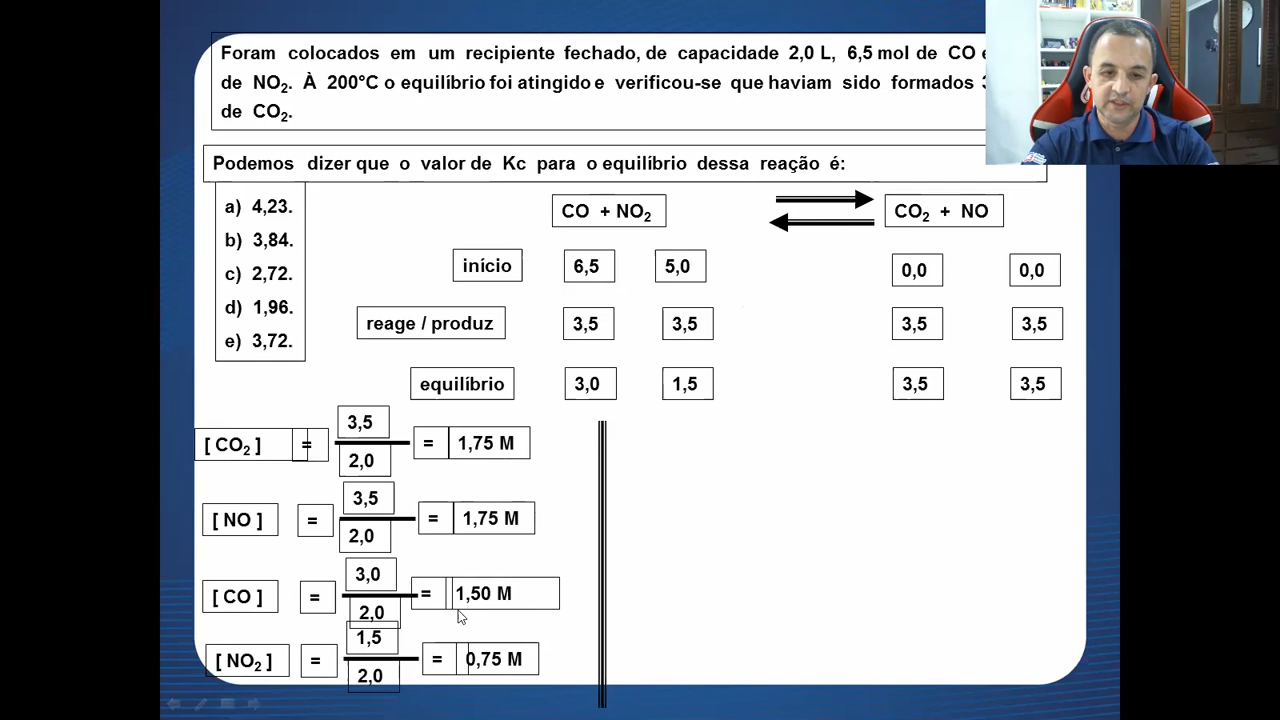 Foram colocados em um recipiente fechado, de capacidade 2,0 L, 6,5 mol de CO
de NO₂. À 200°C o equilíbrio foi atingido e verificou-se que haviam sido formados
de CO₂.
Podemos dizer que o valor de Kc para o equilíbrio dessa reação é:
a) 4,23.
b) 3,84.
c) 2,72.
d) 1,96.
e) 3,72.
CO + NO₂ CO₂ + NO
início 6,5 5,0 0,0 0,0
reage / produz 3,5 3,5 3,5 3,5
equilíbrio 3,0 1,5 3,5 3,5
3,5
[ CO₂ ] = = 1,75 M
2,0
3,5
[ NO ] = = 1,75 M
2,0
3,0
[ CO ] = = 1,50 M
2,0
1,5
[ NO₂ ] = = 0,75 M
2,0